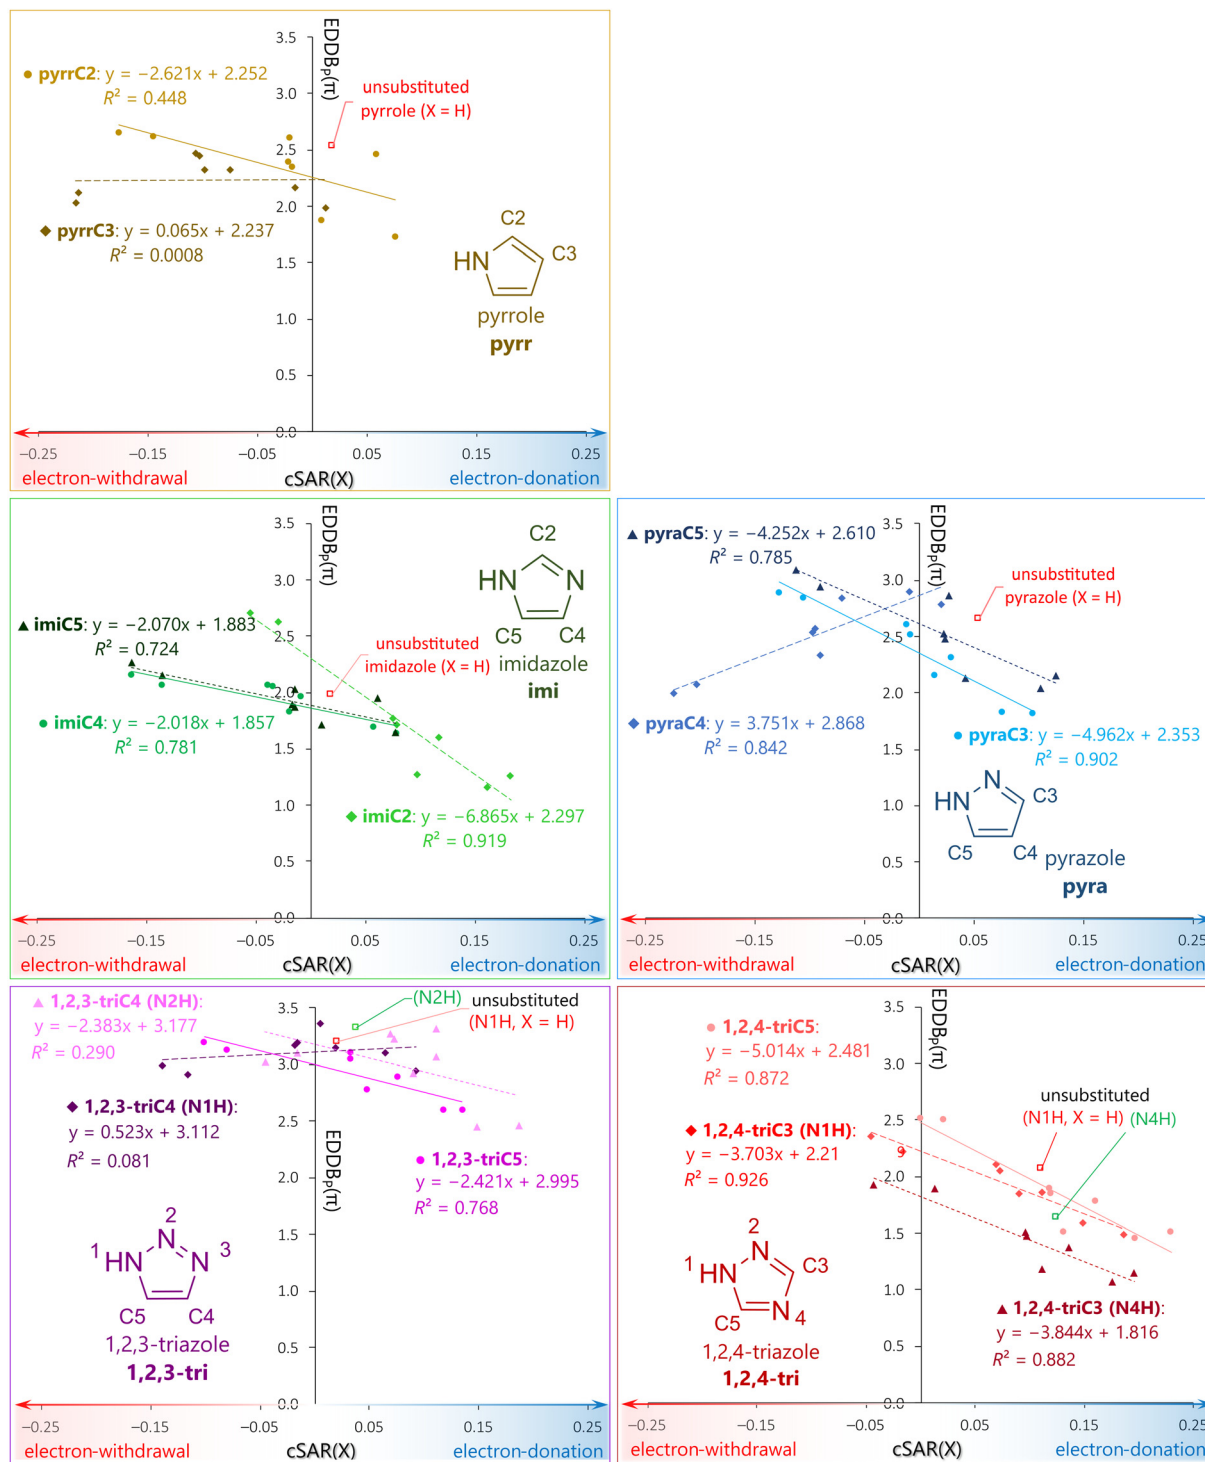 EDDBP(π)
3.5
pyrrC2: y = −2.621x + 2.252
R² = 0.448
3.0
unsubstituted
pyrrole (X = H)
2.5
2.0
pyrrC3: y = 0.065x + 2.237
R² = 0.0008
1.5
C2
HN
C3
pyrrole
pyrr
1.0
0.5
0.0
−0.25
−0.15
−0.05
0.05
0.15
0.25
electron-withdrawal
cSAR(X)
electron-donation
EDDBP(π)
3.5
C2
HN
N
C5
C4
imidazole
imi
3.0
imiC5: y = −2.070x + 1.883
R² = 0.724
2.5
unsubstituted
imidazole (X = H)
2.0
imiC4: y = −2.018x + 1.857
R² = 0.781
1.5
1.0
imiC2: y = −6.865x + 2.297
R² = 0.919
0.5
0.0
−0.25
−0.15
−0.05
0.05
0.15
0.25
electron-withdrawal
cSAR(X)
electron-donation
EDDBP(π)
3.5
pyraC5: y = −4.252x + 2.610
R² = 0.785
3.0
unsubstituted
pyrazole (X = H)
2.5
2.0
pyraC4: y = 3.751x + 2.868
R² = 0.842
pyraC3: y = −4.962x + 2.353
R² = 0.902
1.5
1.0
N
HN
C3
C5
C4
pyrazole
pyra
0.5
0.0
−0.25
−0.15
−0.05
0.05
0.15
0.25
electron-withdrawal
cSAR(X)
electron-donation
1,2,3-triC4 (N2H):
y = −2.383x + 3.177
R² = 0.290
3.5
(N2H)
unsubstituted
(N1H, X = H)
3.0
1,2,3-triC4 (N1H):
y = 0.523x + 3.112
R² = 0.081
2.5
EDDBP(π)
1,2,3-triC5:
y = −2.421x + 2.995
R² = 0.768
2.0
1.5
2
1
HN
N
N
3
C5
C4
1,2,3-triazole
1,2,3-tri
1.0
0.5
0.0
−0.25
−0.15
−0.05
0.05
0.15
0.25
electron-withdrawal
cSAR(X)
electron-donation
EDDBP(π)
3.5
1,2,4-triC5:
y = −5.014x + 2.481
R² = 0.872
3.0
unsubstituted
(N1H, X = H)
(N4H)
2.5
1,2,4-triC3 (N1H):
y = −3.703x + 2.21
9
R² = 0.926
2.0
1.5
2
1
HN
N
C3
C5
N
4
1,2,4-triazole
1,2,4-tri
1.0
1,2,4-triC3 (N4H):
y = −3.844x + 1.816
R² = 0.882
0.5
0.0
−0.25
−0.15
−0.05
0.05
0.15
0.25
electron-withdrawal
cSAR(X)
electron-donation